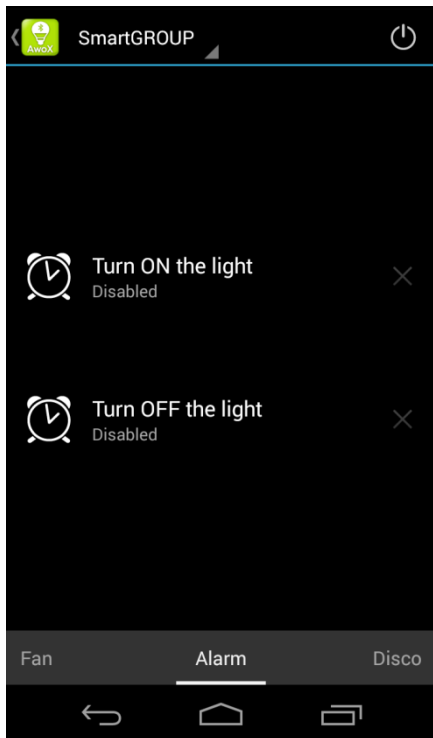 AwoX
SmartGROUP
Turn ON the light
Disabled
Turn OFF the light
Disabled
Fan
Alarm
Disco